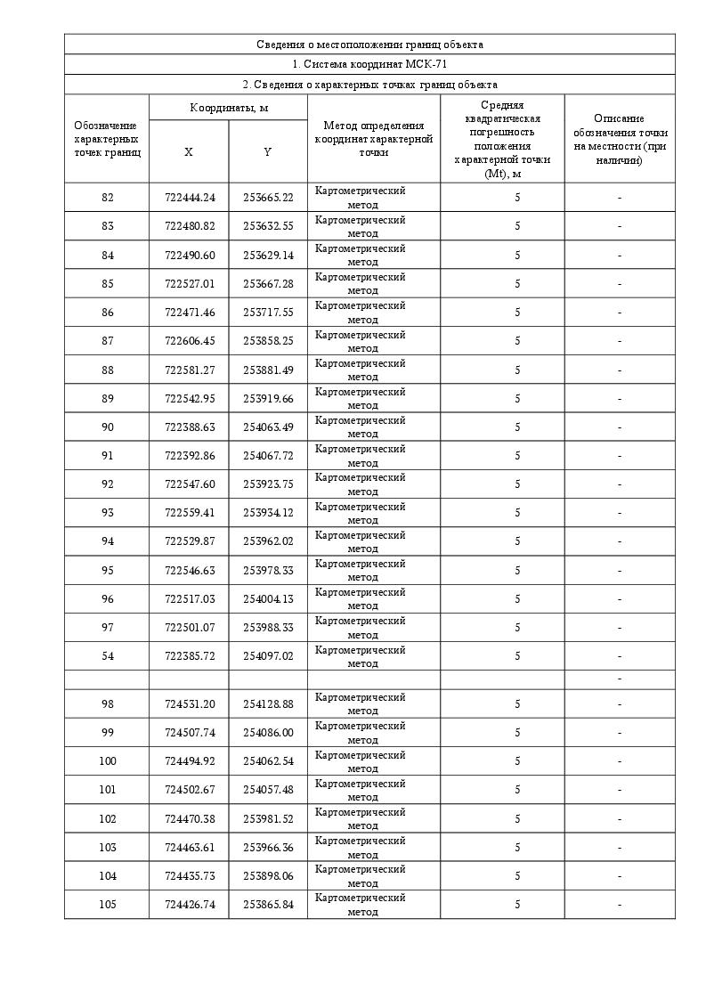 Сведения о местоположении границ объекта
1. Система координат МСК-71
2. Сведения о характерных точках границ объекта
Обозначение
характерных
точек границ
Координаты, м
X
Y
Метод определения
координат характерной
точки
Средняя
квадратическая
погрешность
положения
характерной точки
(Mt), м
Описание
обозначения точки
на местности (при
наличии)
82 722444.24 253665.22 Картометрический
метод 5 -
83 722480.82 253632.55 Картометрический
метод 5 -
84 722490.60 253629.14 Картометрический
метод 5 -
85 722527.01 253667.28 Картометрический
метод 5 -
86 722471.46 253717.55 Картометрический
метод 5 -
87 722606.45 253858.25 Картометрический
метод 5 -
88 722581.27 253881.49 Картометрический
метод 5 -
89 722542.95 253919.66 Картометрический
метод 5 -
90 722388.63 254063.49 Картометрический
метод 5 -
91 722392.86 254067.72 Картометрический
метод 5 -
92 722547.60 253923.75 Картометрический
метод 5 -
93 722559.41 253934.12 Картометрический
метод 5 -
94 722529.87 253962.02 Картометрический
метод 5 -
95 722546.63 253978.33 Картометрический
метод 5 -
96 722517.03 254004.13 Картометрический
метод 5 -
97 722501.07 253988.33 Картометрический
метод 5 -
54 722385.72 254097.02 Картометрический
метод 5 -
-
98 724531.20 254128.88 Картометрический
метод 5 -
99 724507.74 254086.00 Картометрический
метод 5 -
100 724494.92 254062.54 Картометрический
метод 5 -
101 724502.67 254057.48 Картометрический
метод 5 -
102 724470.38 253981.52 Картометрический
метод 5 -
103 724463.61 253966.36 Картометрический
метод 5 -
104 724435.73 253898.06 Картометрический
метод 5 -
105 724426.74 253865.84 Картометрический
метод 5 -